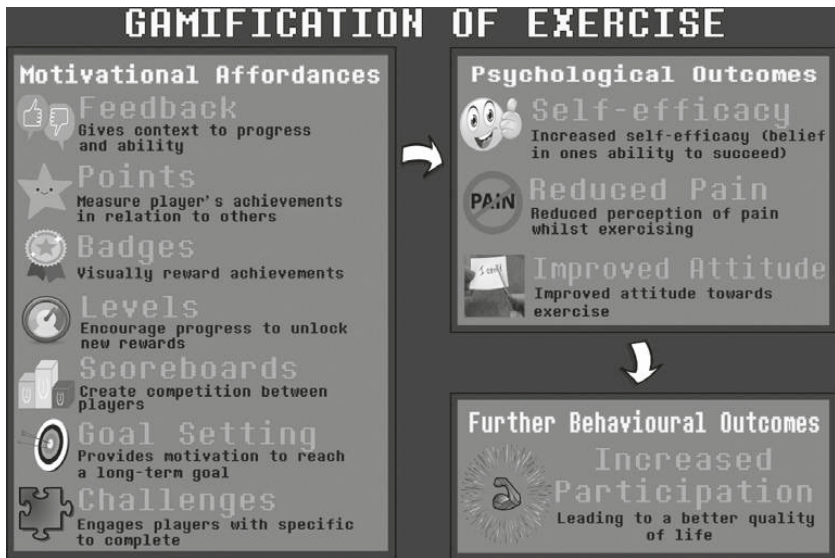 GAMIFICATION OF EXERCISE
Motivational Affordances
Feedback
Gives context to progress
and ability
Points
Measure player's achievements
in relation to others
Badges
Visually reward achievements
Levels
Encourage progress to unlock
new rewards
Scoreboards
Create competition between
players
Goal Setting
Provides motivation to reach
a long-term goal
Challenges
Engages players with specific
to complete
Psychological Outcomes
Self-efficacy
Increased self-efficacy (belief
in ones ability to succeed)
PAIN
Reduced Pain
Reduced perception of pain
whilst exercising
Improved Attitude
Improved attitude towards
exercise
Further Behavioural Outcomes
Increased
Participation
Leading to a better quality
of life